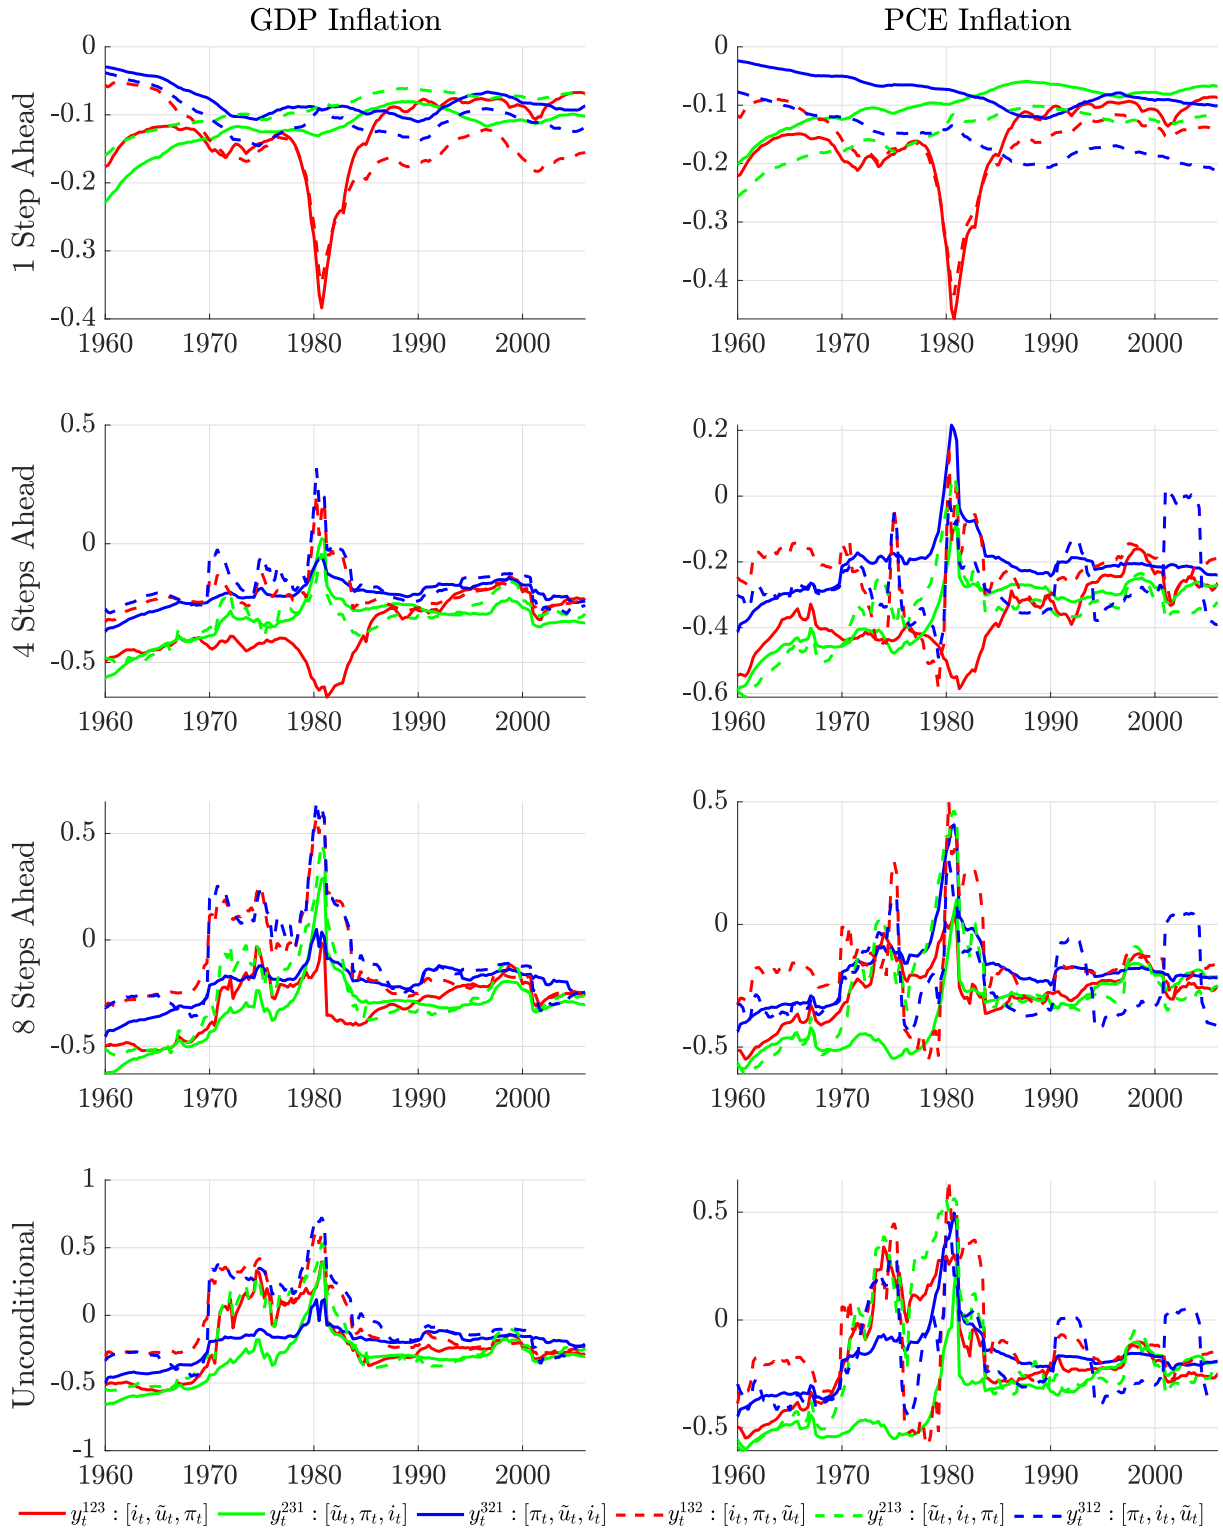 GDP Inflation
PCE Inflation
1 Step Ahead
0
-0.1
-0.2
-0.3
-0.4
1960 1970 1980 1990 2000
0
-0.1
-0.2
-0.3
-0.4
1960 1970 1980 1990 2000
4 Steps Ahead
0.5
0
-0.5
1960 1970 1980 1990 2000
0.2
0
-0.2
-0.4
-0.6
1960 1970 1980 1990 2000
8 Steps Ahead
0.5
0
-0.5
1960 1970 1980 1990 2000
0.5
0
-0.5
1960 1970 1980 1990 2000
Unconditional
1
0.5
0
-0.5
-1
1960 1970 1980 1990 2000
0.5
0
-0.5
1960 1970 1980 1990 2000
y_t^{123} : [i_t, ũ_t, π_t] y_t^{231} : [ũ_t, π_t, i_t] y_t^{321} : [π_t, ũ_t, i_t] y_t^{132} : [i_t, π_t, ũ_t] y_t^{213} : [ũ_t, i_t, π_t] y_t^{312} : [π_t, i_t, ũ_t]